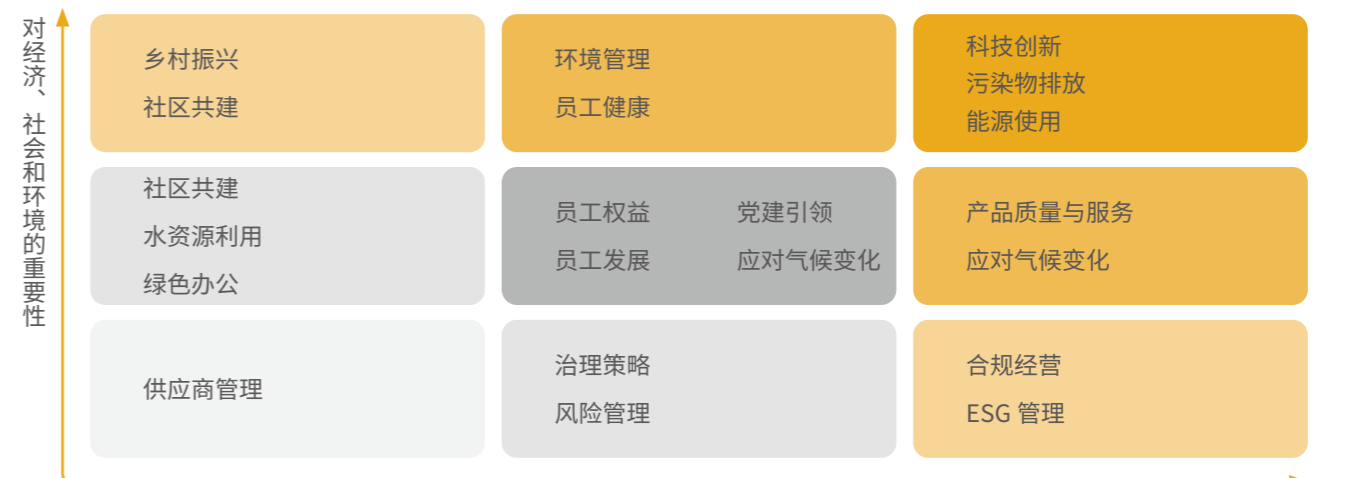 对经济、社会和环境的重要性
乡村振兴
社区共建
环境管理
员工健康
科技创新
污染物排放
能源使用
社区共建
水资源利用
绿色办公
员工权益 党建引领
员工发展 应对气候变化
产品质量与服务
应对气候变化
供应商管理
治理策略
风险管理
合规经营
ESG 管理